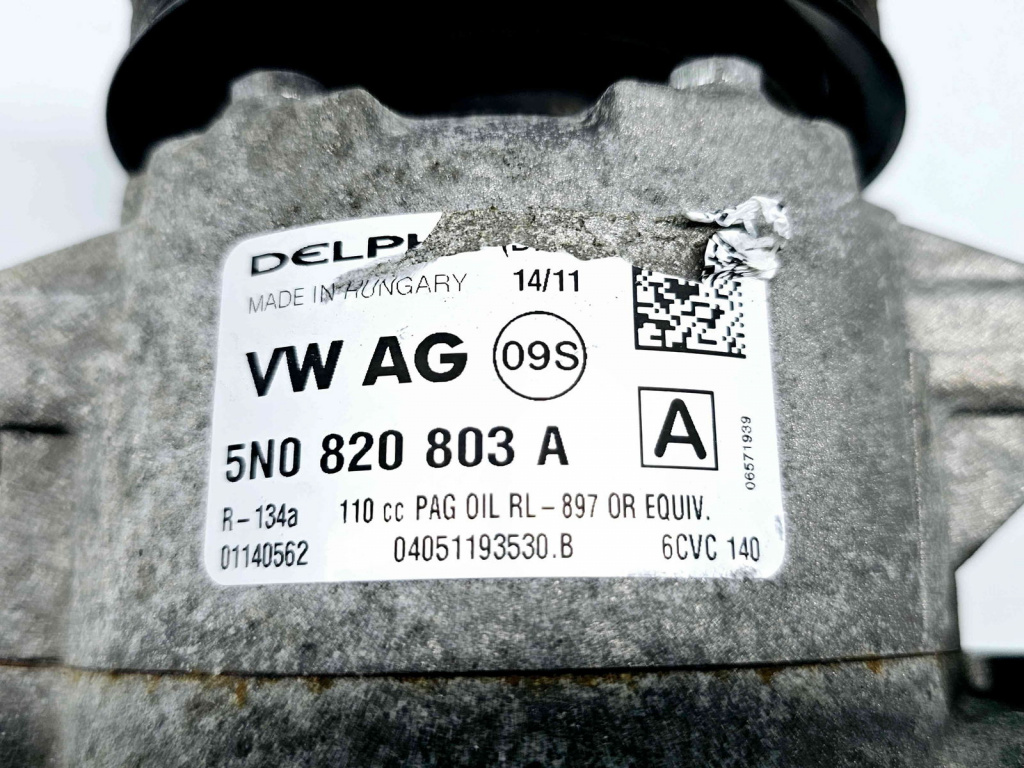 DELPH
MADE IN HUNGARY 14/11
VW AG 09S
5N0 820 803 A A
06571939
R-134a 110 cc PAG OIL RL-897 OR EQUIV.
01140562 04051193530.B 6CVC 140